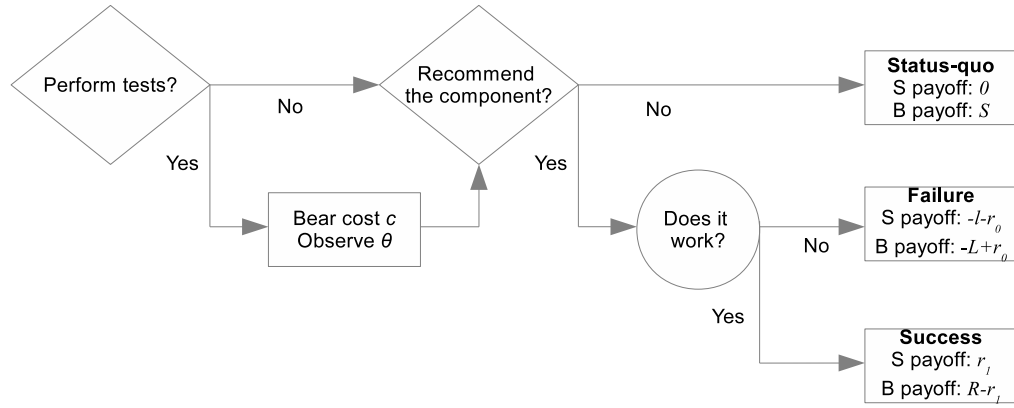 Perform tests?
No
Yes
Bear cost c
Observe θ
Recommend
the component?
No
Yes
Does it
work?
No
Yes
Status-quo
S payoff: 0
B payoff: S
Failure
S payoff: -l-r₀
B payoff: -L+r₀
Success
S payoff: r₁
B payoff: R-r₁